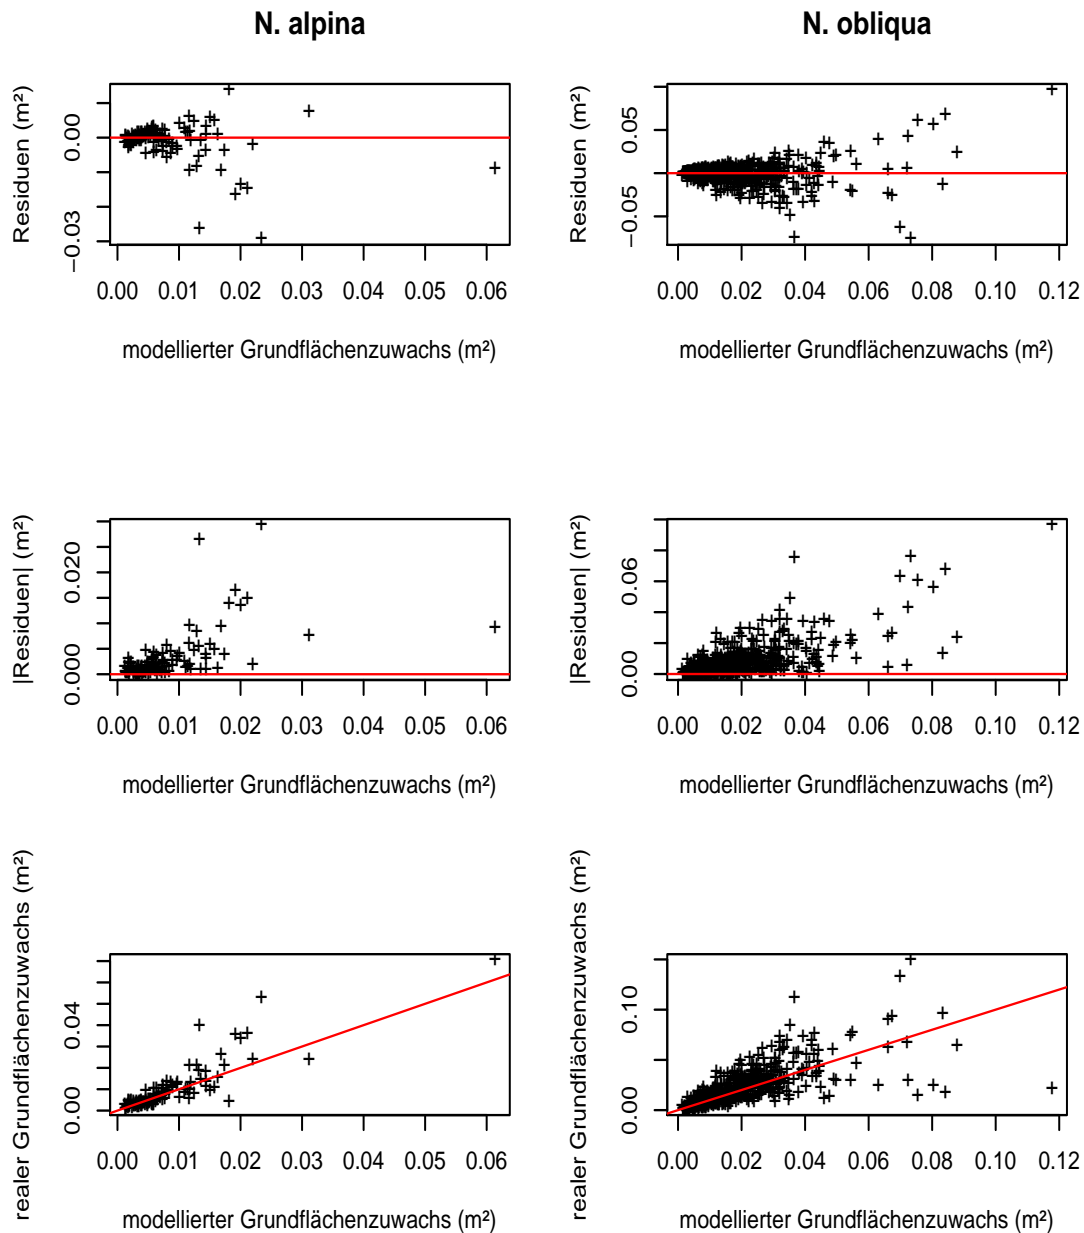 N. alpina
N. obliqua
Residuen (m²)
0.00
−0.03
0.00 0.01 0.02 0.03 0.04 0.05 0.06
modellierter Grundflächenzuwachs (m²)
Residuen (m²)
0.05
−0.05
0.00 0.02 0.04 0.06 0.08 0.10 0.12
modellierter Grundflächenzuwachs (m²)
|Residuen| (m²)
0.020
0.000
0.00 0.01 0.02 0.03 0.04 0.05 0.06
modellierter Grundflächenzuwachs (m²)
|Residuen| (m²)
0.06
0.00
0.00 0.02 0.04 0.06 0.08 0.10 0.12
modellierter Grundflächenzuwachs (m²)
realer Grundflächenzuwachs (m²)
0.04
0.00
0.00 0.01 0.02 0.03 0.04 0.05 0.06
modellierter Grundflächenzuwachs (m²)
realer Grundflächenzuwachs (m²)
0.10
0.00
0.00 0.02 0.04 0.06 0.08 0.10 0.12
modellierter Grundflächenzuwachs (m²)